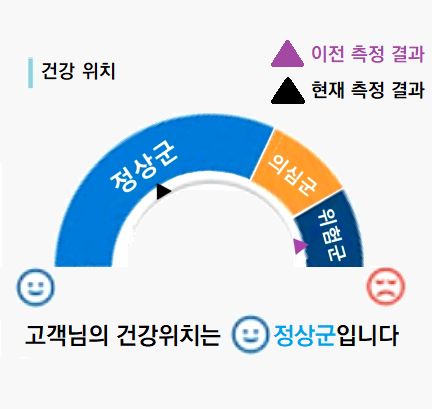 이전 측정 결과
건강 위치
현재 측정 결과
정상군
의심군
위험군
고객님의 건강위치는 정상군입니다